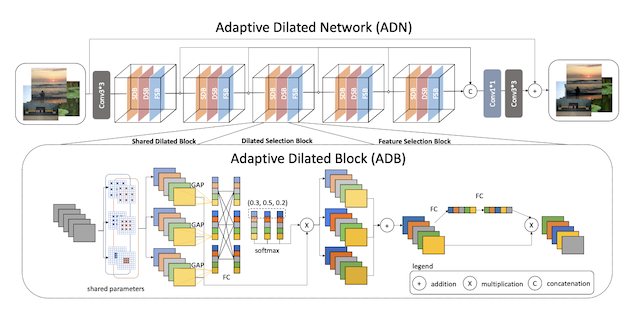 Adaptive Dilated Network (ADN)
Conv3*3
SDB
DSB
FSB
SDB
DSB
FSB
SDB
DSB
FSB
SDB
DSB
FSB
SDB
DSB
FSB
C
Conv1*1
Conv3*3
+
Shared Dilated Block
Dilated Selection Block
Feature Selection Block
Adaptive Dilated Block (ADB)
GAP
GAP
GAP
(0.3, 0.5, 0.2)
softmax
FC
X
+
FC
FC
X
shared parameters
legend
+ addition
X multiplication
C concatenation